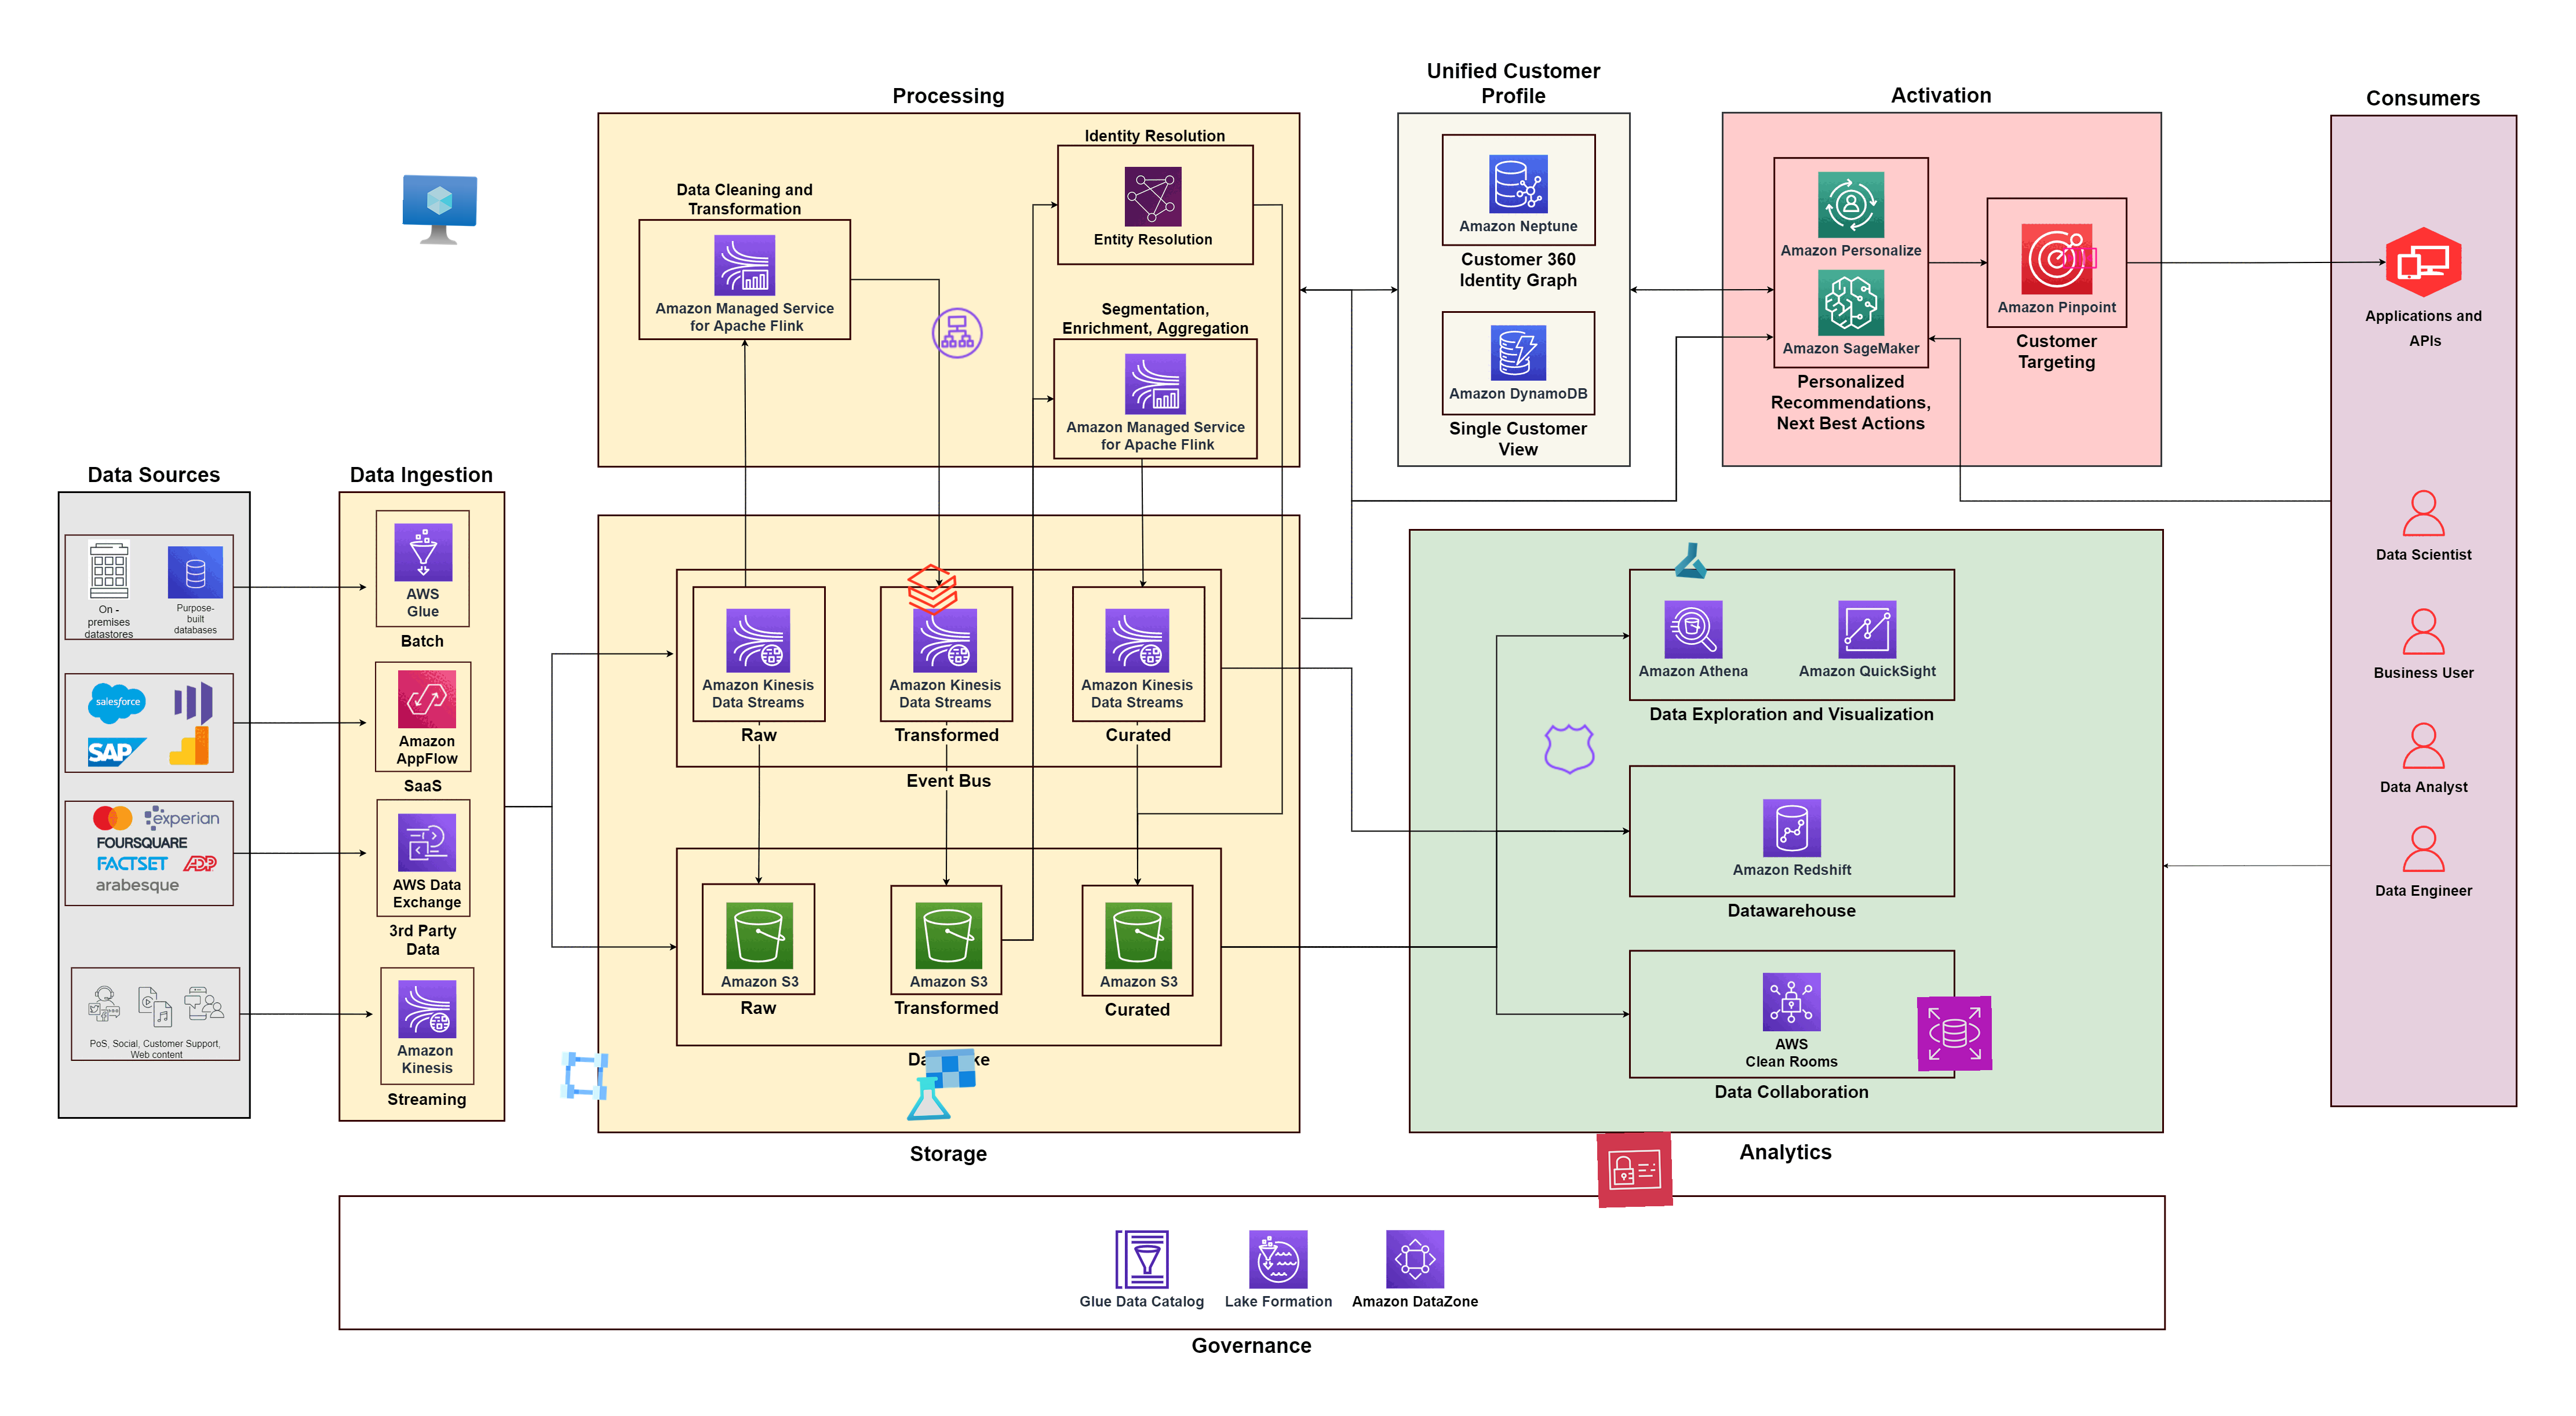 Processing
Unified Customer
Profile
Activation
Consumers
Identity Resolution
Entity Resolution
Data Cleaning and
Transformation
Amazon Managed Service
for Apache Flink
Segmentation,
Enrichment, Aggregation
Amazon Managed Service
for Apache Flink
Amazon Neptune
Customer 360
Identity Graph
Amazon DynamoDB
Single Customer
View
Amazon Personalize
Amazon SageMaker
Personalized
Recommendations,
Next Best Actions
Amazon Pinpoint
Customer
Targeting
Applications and
APIs
Data Scientist
Business User
Data Analyst
Data Engineer
Data Sources
On -
premises
datastores
Purpose-
built
databases
salesforce
SAP
experian
FOURSQUARE
FACTSET
ADP
arabesque
PoS, Social, Customer Support,
Web content
Data Ingestion
AWS
Glue
Batch
Amazon
AppFlow
SaaS
AWS Data
Exchange
3rd Party
Data
Amazon
Kinesis
Streaming
Amazon Kinesis
Data Streams
Raw
Amazon Kinesis
Data Streams
Transformed
Amazon Kinesis
Data Streams
Curated
Event Bus
Amazon S3
Raw
Amazon S3
Transformed
Amazon S3
Curated
Storage
Amazon Athena
Amazon QuickSight
Data Exploration and Visualization
Amazon Redshift
Datawarehouse
AWS
Clean Rooms
Data Collaboration
Analytics
Glue Data Catalog
Lake Formation
Amazon DataZone
Governance